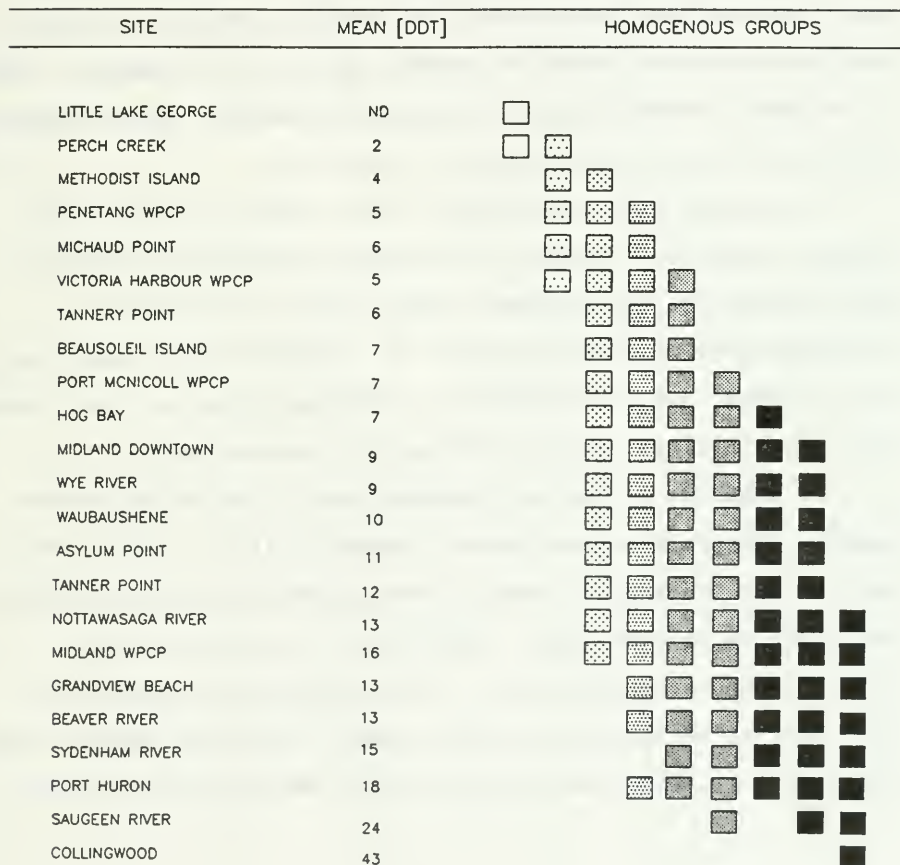 SITE MEAN [DDT] HOMOGENOUS GROUPS
LITTLE LAKE GEORGE ND
PERCH CREEK 2
METHODIST ISLAND 4
PENETANG WPCP 5
MICHAUD POINT 6
VICTORIA HARBOUR WPCP 5
TANNERY POINT 6
BEAUSOLEIL ISLAND 7
PORT MCNICOLL WPCP 7
HOG BAY 7
MIDLAND DOWNTOWN 9
WYE RIVER 9
WAUBAUSHENE 10
ASYLUM POINT 11
TANNER POINT 12
NOTTAWASAGA RIVER 13
MIDLAND WPCP 16
GRANDVIEW BEACH 13
BEAVER RIVER 13
SYDENHAM RIVER 15
PORT HURON 18
SAUGEEN RIVER 24
COLLINGWOOD 43